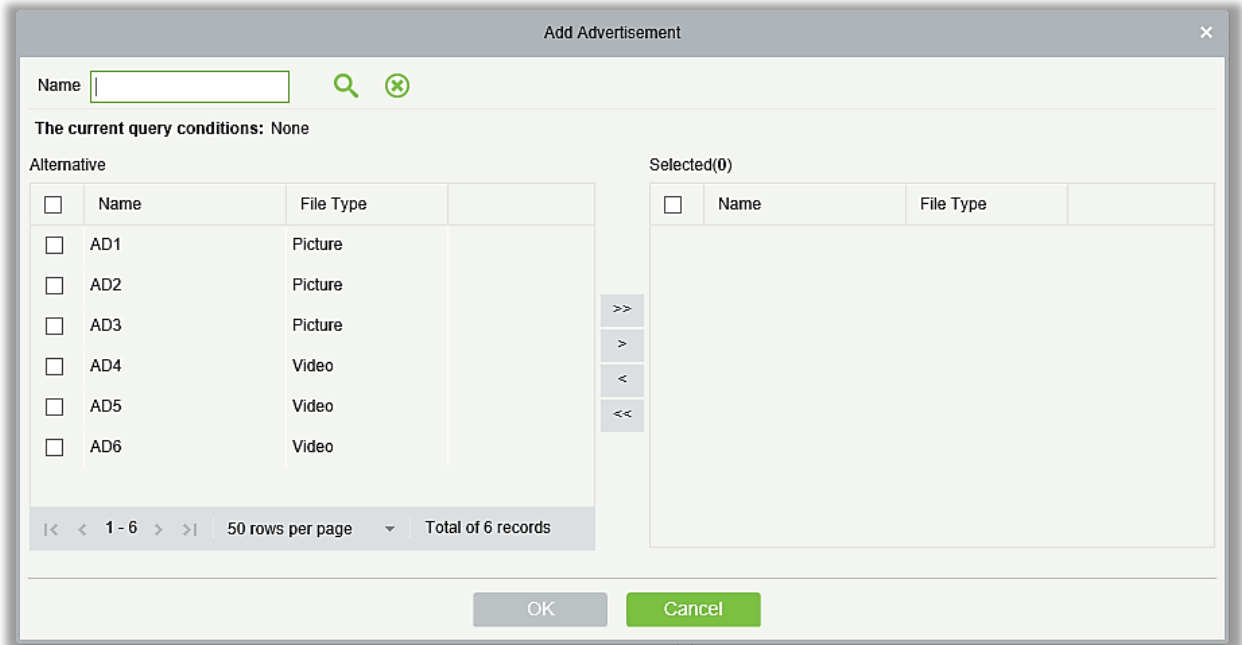 Add Advertisement ×
Name
The current query conditions: None
Alternative
Name File Type
AD1 Picture
AD2 Picture
AD3 Picture
AD4 Video
AD5 Video
AD6 Video
|< < 1 - 6 > >| 50 rows per page Total of 6 records
>>
>
<
<<
Selected(0)
Name File Type
OK Cancel